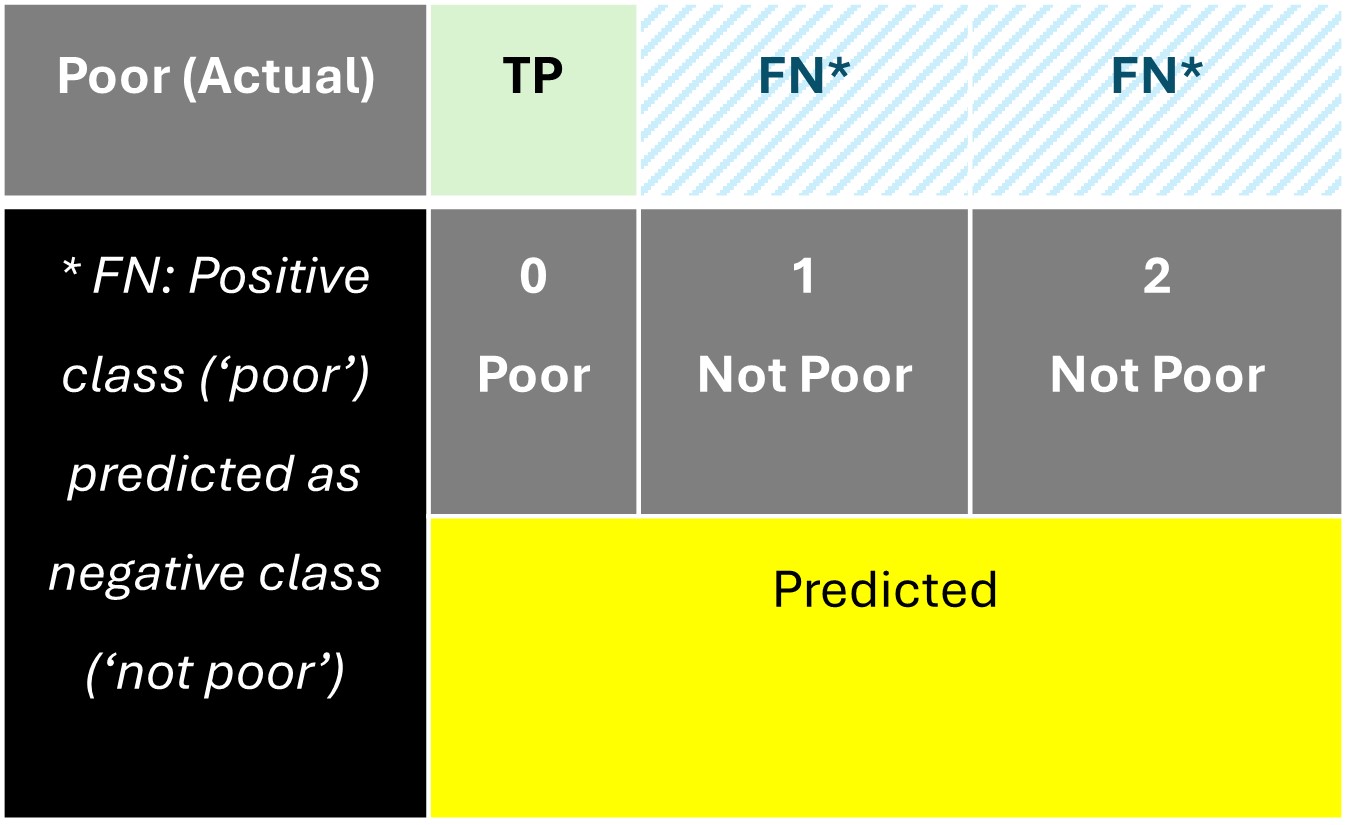 Poor (Actual) TP FN* FN*
* FN: Positive
class (‘poor’)
predicted as
negative class
(‘not poor’)
0 1 2
Poor Not Poor Not Poor
Predicted